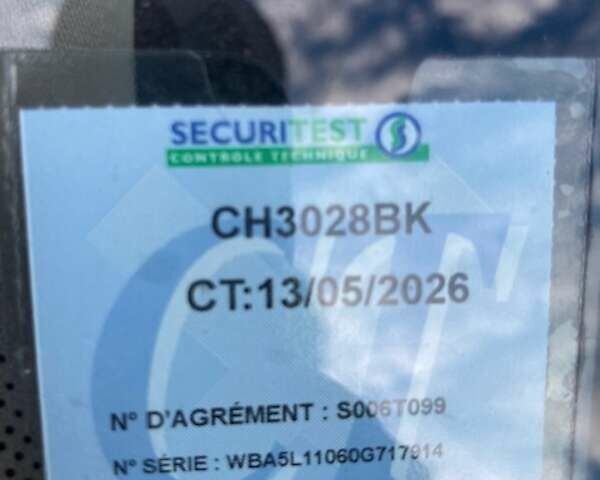 SECURITEST
CONTROLE TECHNIQUE
CH3028BK
CT:13/05/2026
N° D'AGRÉMENT : S006T099
N° SÉRIE : WBA5L11060G717914